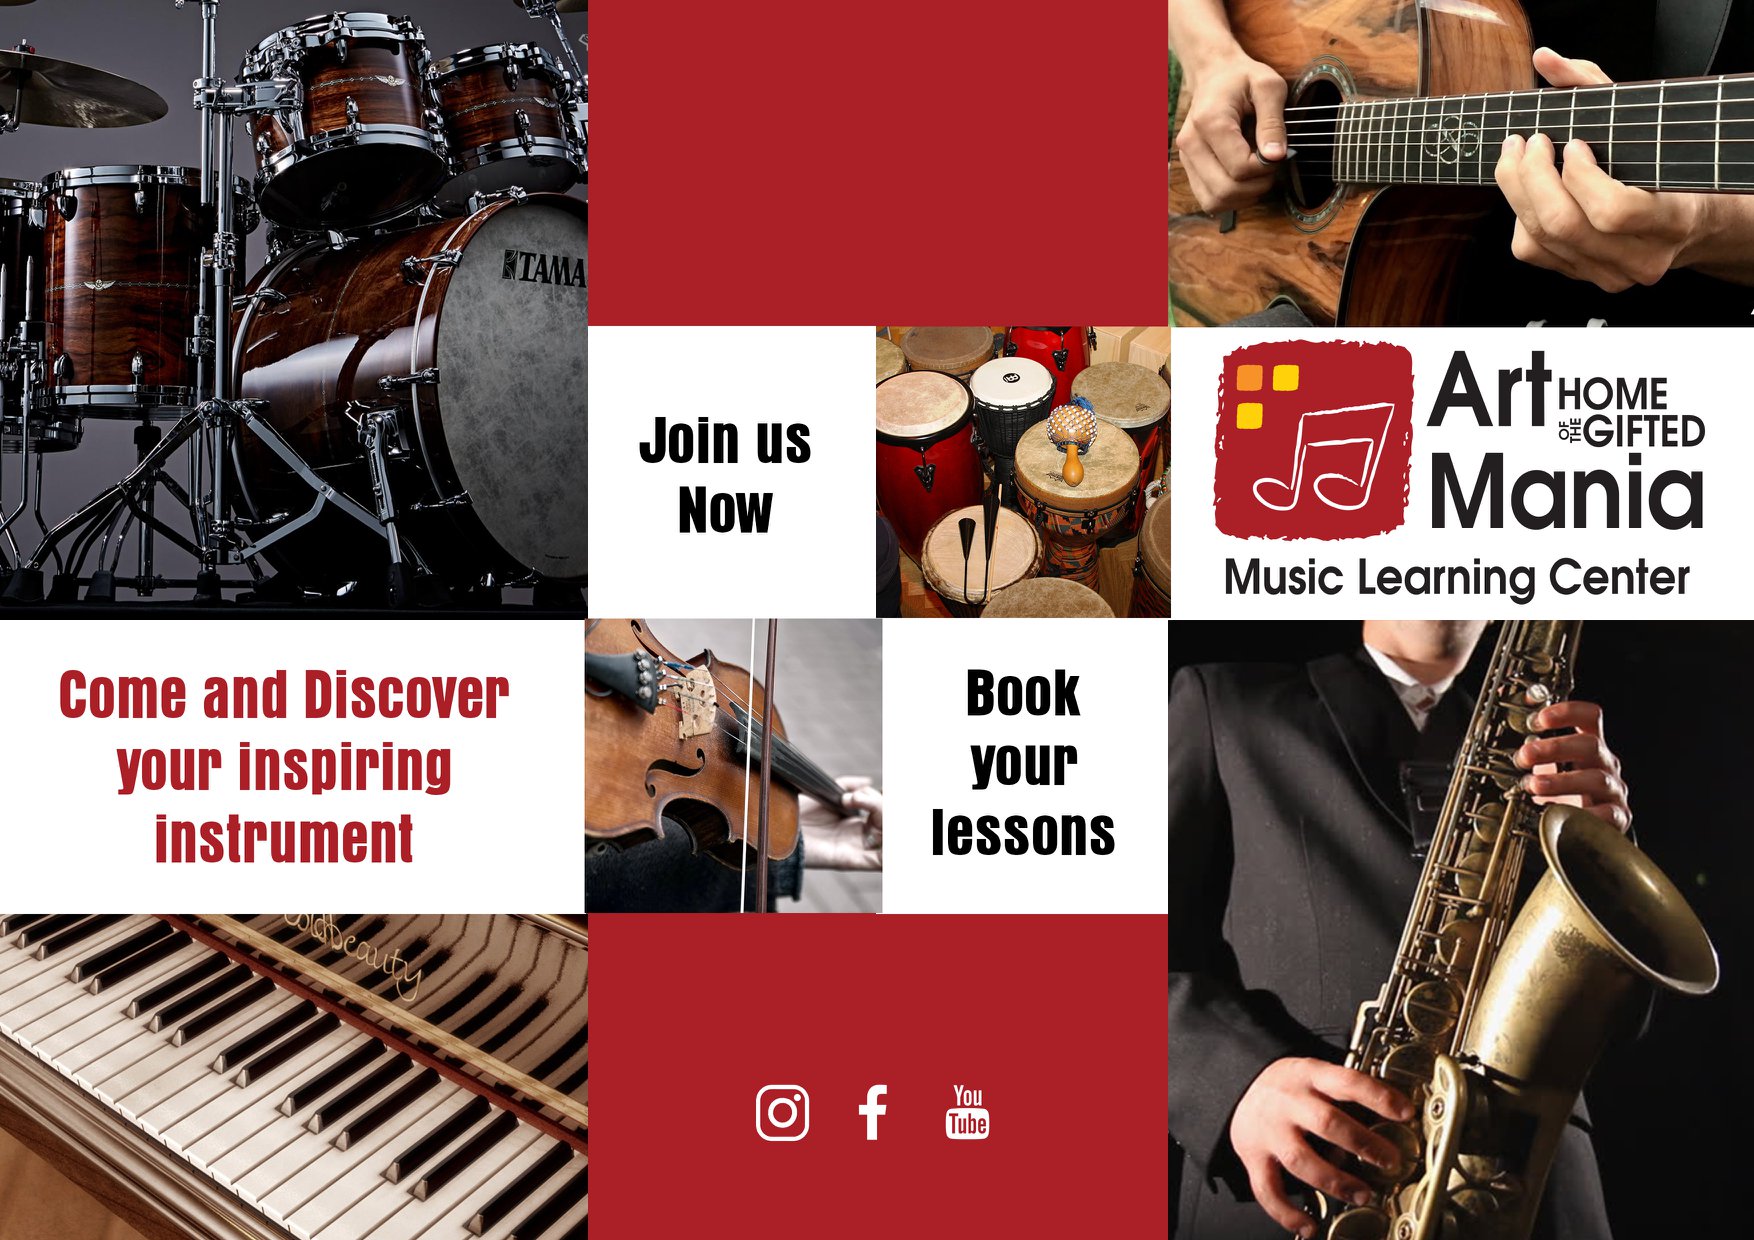 TAMA
Join us
Now
Art HOME
OF THE GIFTED
Mania
Music Learning Center
Come and Discover
your inspiring
instrument
Book
your
lessons
You
Tube